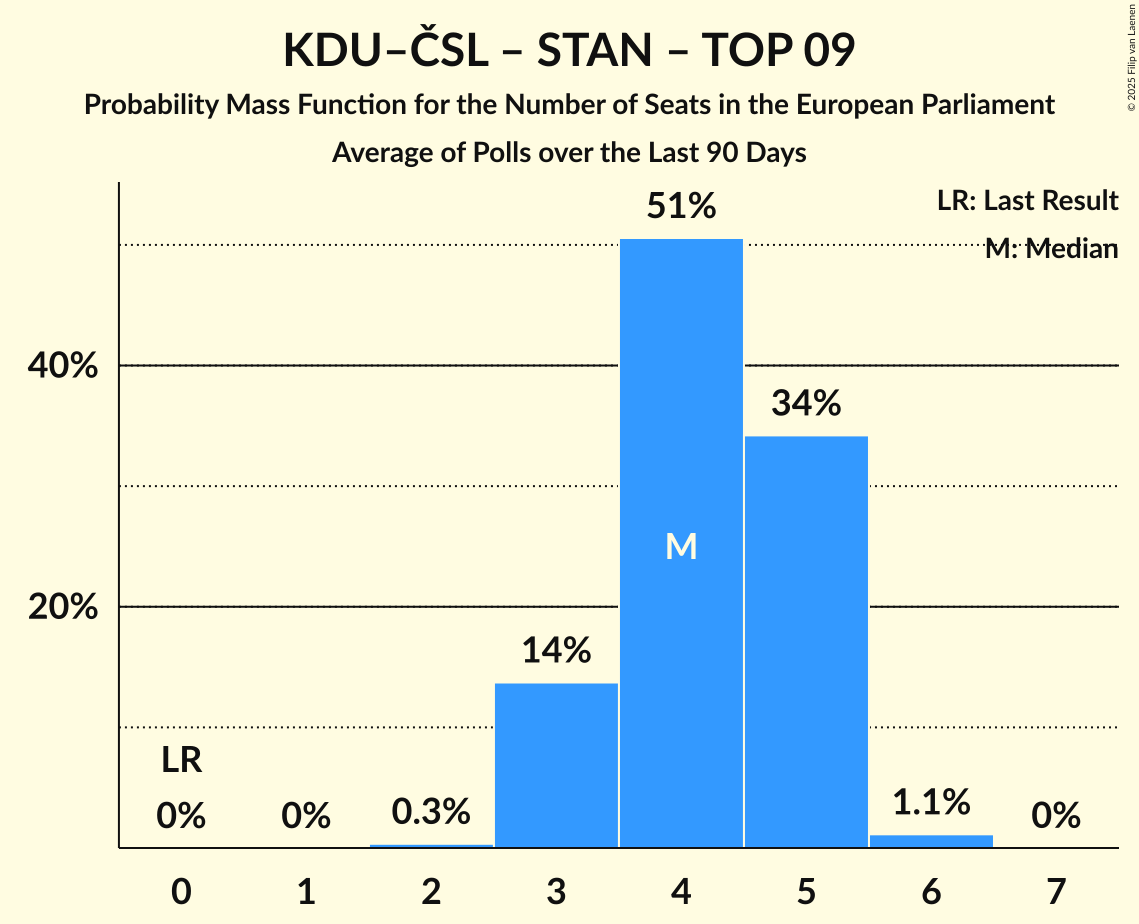 KDU–ČSL – STAN – TOP 09
Probability Mass Function for the Number of Seats in the European Parliament
Average of Polls over the Last 90 Days
© 2025 Filip van Laenen
LR: Last Result
M: Median
51%
40%
34%
M
20%
14%
LR
0%
0%
0.3%
1.1%
0%
0 1 2 3 4 5 6 7